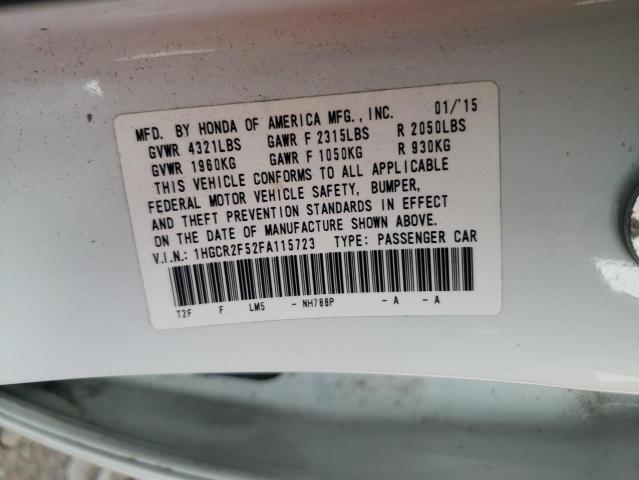 MFD. BY HONDA OF AMERICA MFG., INC. 01/'15
GVWR 4321LBS GAWR F 2315LBS R 2050LBS
GVWR 1960KG GAWR F 1050KG R 930KG
THIS VEHICLE CONFORMS TO ALL APPLICABLE
FEDERAL MOTOR VEHICLE SAFETY, BUMPER,
AND THEFT PREVENTION STANDARDS IN EFFECT
ON THE DATE OF MANUFACTURE SHOWN ABOVE.
V.I.N.: 1HGCR2F52FA115723 TYPE: PASSENGER CAR
T2F F LM5 - NH788P - A - A